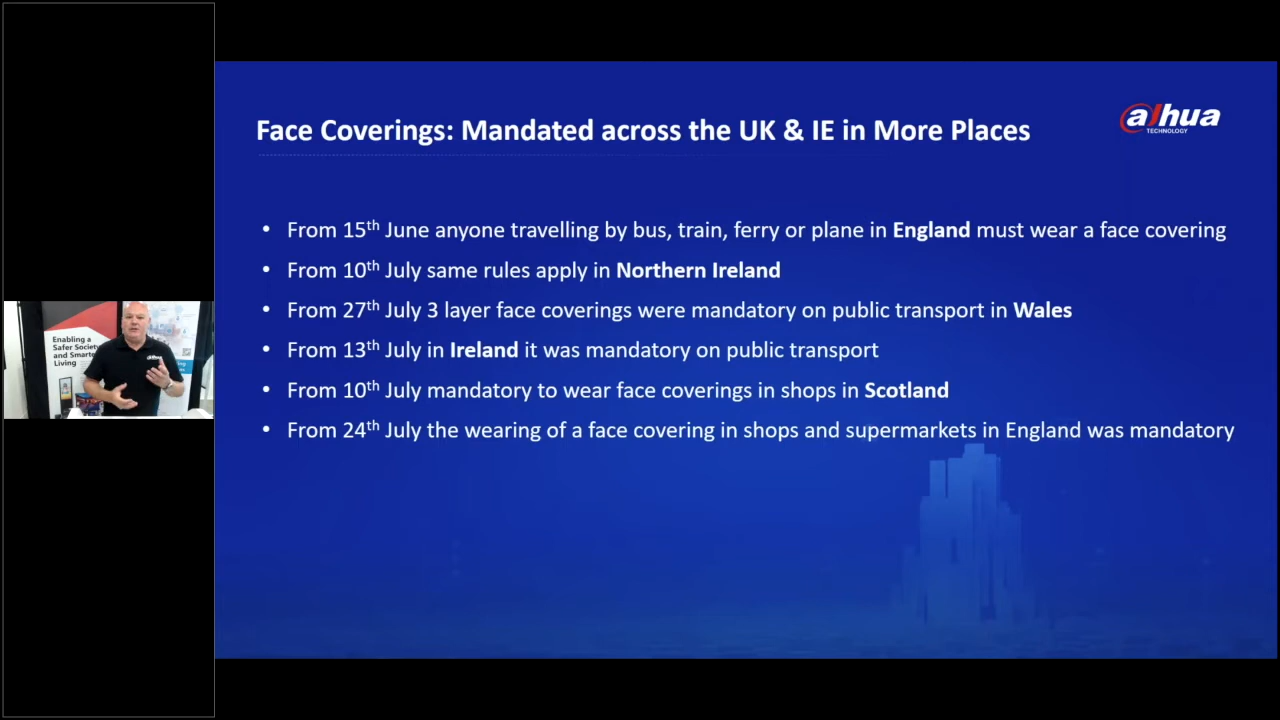 Face Coverings: Mandated across the UK & IE in More Places
alhua
TECHNOLOGY
• From 15th June anyone travelling by bus, train, ferry or plane in England must wear a face covering
• From 10th July same rules apply in Northern Ireland
• From 27th July 3 layer face coverings were mandatory on public transport in Wales
• From 13th July in Ireland it was mandatory on public transport
• From 10th July mandatory to wear face coverings in shops in Scotland
• From 24th July the wearing of a face covering in shops and supermarkets in England was mandatory
Enabling a
Safer Society
and Smarte
Living